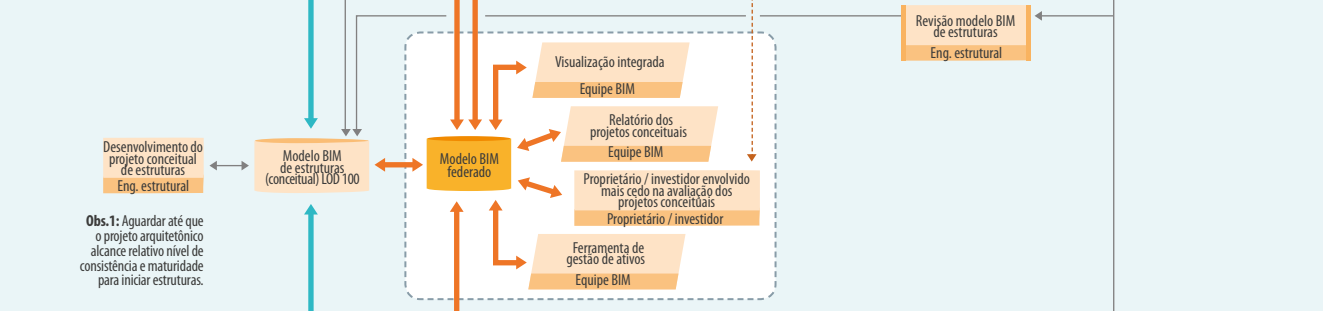 Revisão modelo BIM
de estruturas
Eng. estrutural
Visualização integrada
Equipe BIM
Relatório dos
projetos conceituais
Equipe BIM
Desenvolvimento do
projeto conceitual
de estruturas
Eng. estrutural
Modelo BIM
de estruturas
(conceitual) LOD 100
Modelo BIM
federado
Proprietário / investidor envolvido
mais cedo na avaliação dos
projetos conceituais
Proprietário / investidor
Obs.1: Aguardar até que
o projeto arquitetônico
alcance relativo nível de
consistência e maturidade
para iniciar estruturas.
Ferramenta de
gestão de ativos
Equipe BIM